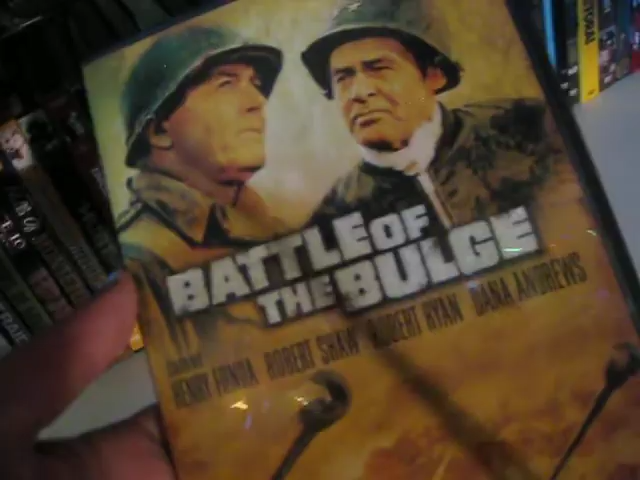 BATTLE OF
THE BULGE
HENRY FONDA ROBERT SHAW ROBERT RYAN DANA ANDREWS